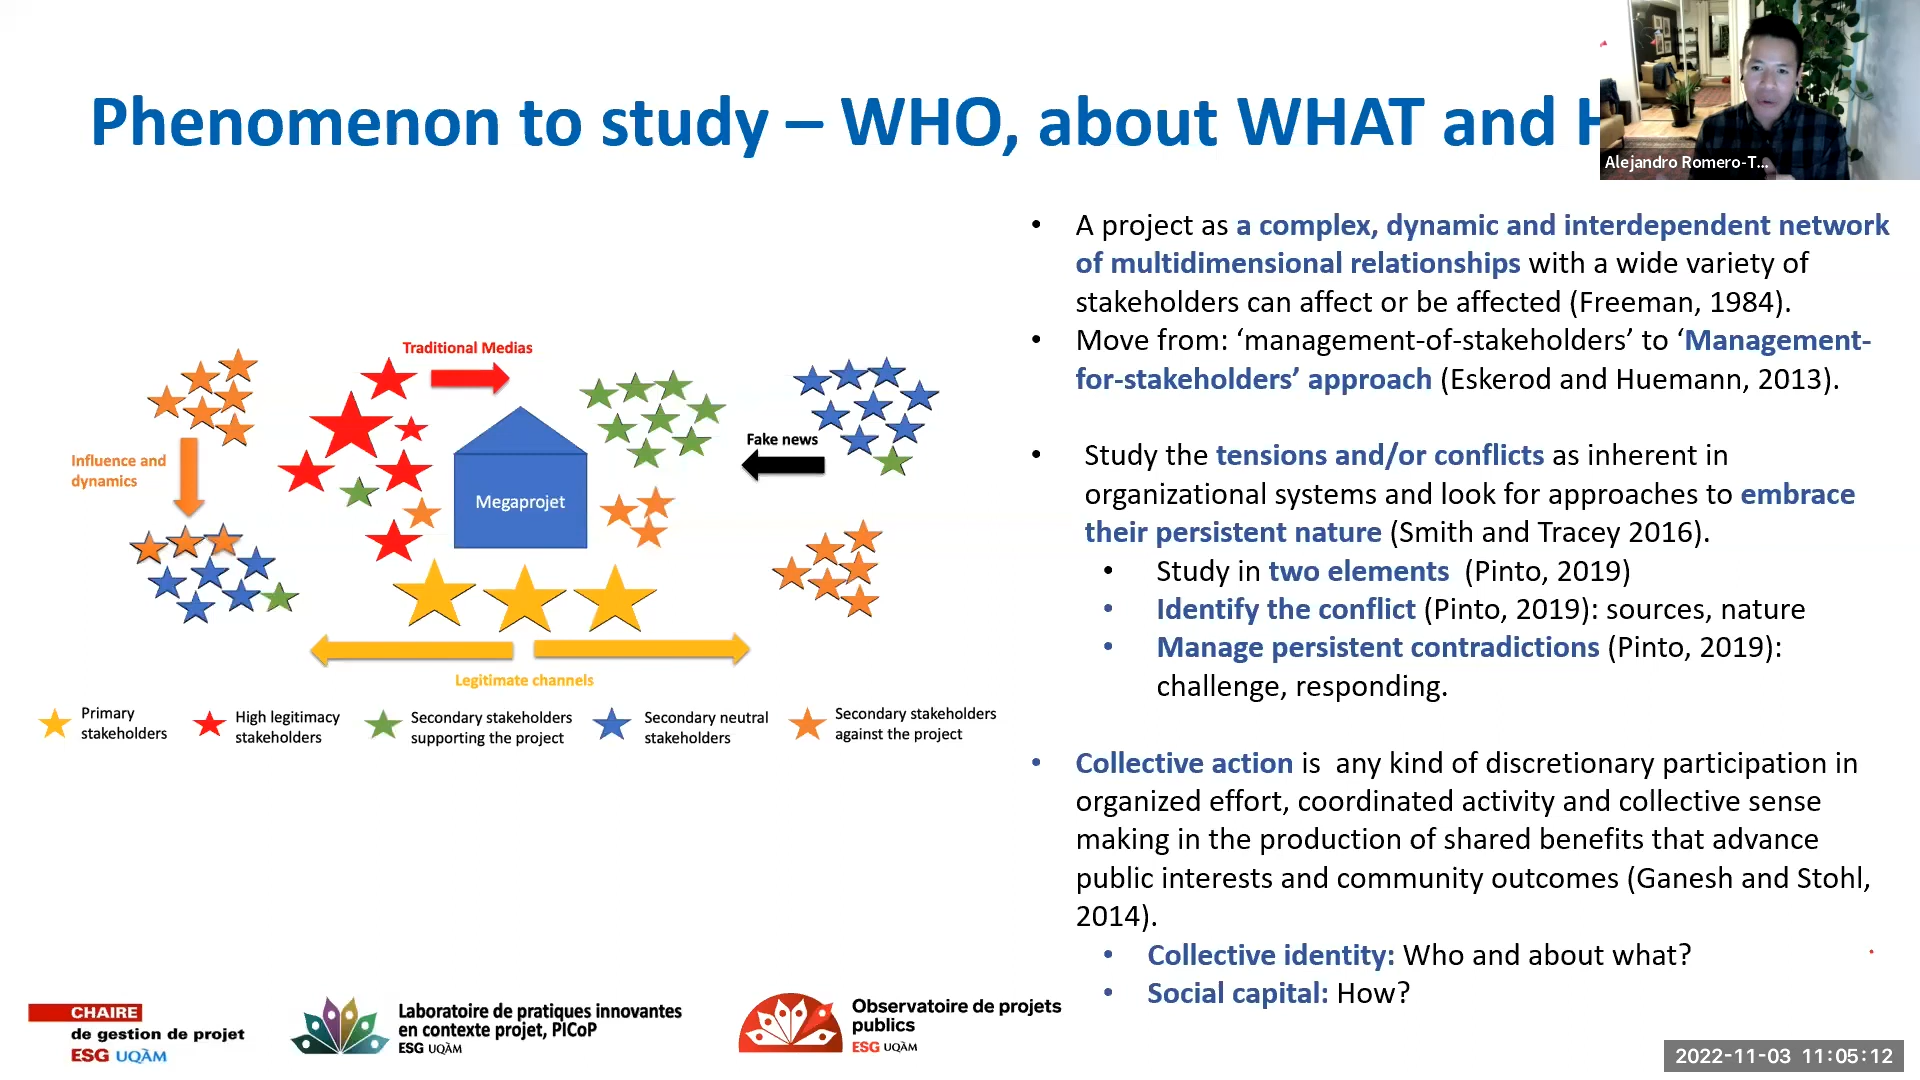 Phenomenon to study – WHO, about WHAT and H
Alejandro Romero-T...
• A project as a complex, dynamic and interdependent network
of multidimensional relationships with a wide variety of
stakeholders can affect or be affected (Freeman, 1984).
• Move from: ‘management-of-stakeholders’ to ‘Management-
for-stakeholders’ approach (Eskerod and Huemann, 2013).
• Study the tensions and/or conflicts as inherent in
organizational systems and look for approaches to embrace
their persistent nature (Smith and Tracey 2016).
• Study in two elements (Pinto, 2019)
• Identify the conflict (Pinto, 2019): sources, nature
• Manage persistent contradictions (Pinto, 2019):
challenge, responding.
• Collective action is any kind of discretionary participation in
organized effort, coordinated activity and collective sense
making in the production of shared benefits that advance
public interests and community outcomes (Ganesh and Stohl,
2014).
• Collective identity: Who and about what?
• Social capital: How?
Traditional Medias
Influence and
dynamics
Fake news
Megaprojet
Legitimate channels
Primary
stakeholders
High legitimacy
stakeholders
Secondary stakeholders
supporting the project
Secondary neutral
stakeholders
Secondary stakeholders
against the project
CHAIRE
de gestion de projet
ESG UQÀM
Laboratoire de pratiques innovantes
en contexte projet, PICoP
ESG UQÀM
Observatoire de projets
publics
ESG UQÀM
2022-11-03 11:05:12